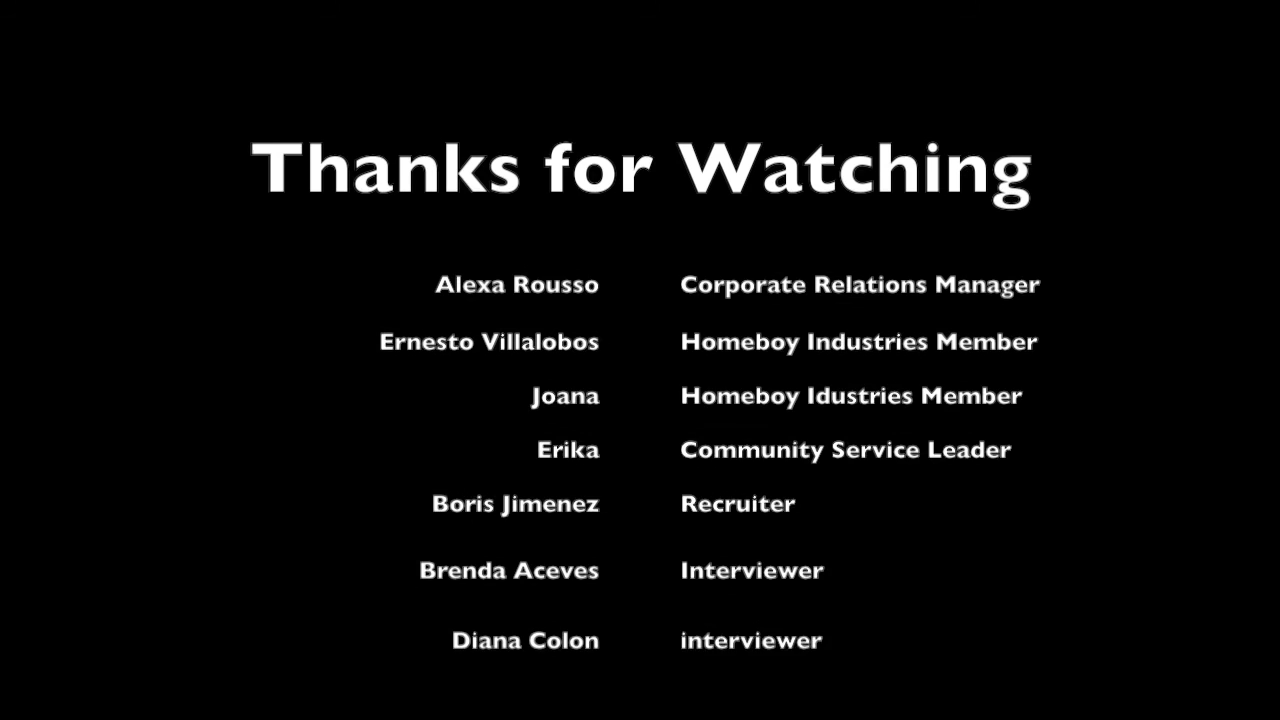 Thanks for Watching
Alexa Rousso Corporate Relations Manager
Ernesto Villalobos Homeboy Industries Member
Joana Homeboy Idustries Member
Erika Community Service Leader
Boris Jimenez Recruiter
Brenda Aceves Interviewer
Diana Colon interviewer